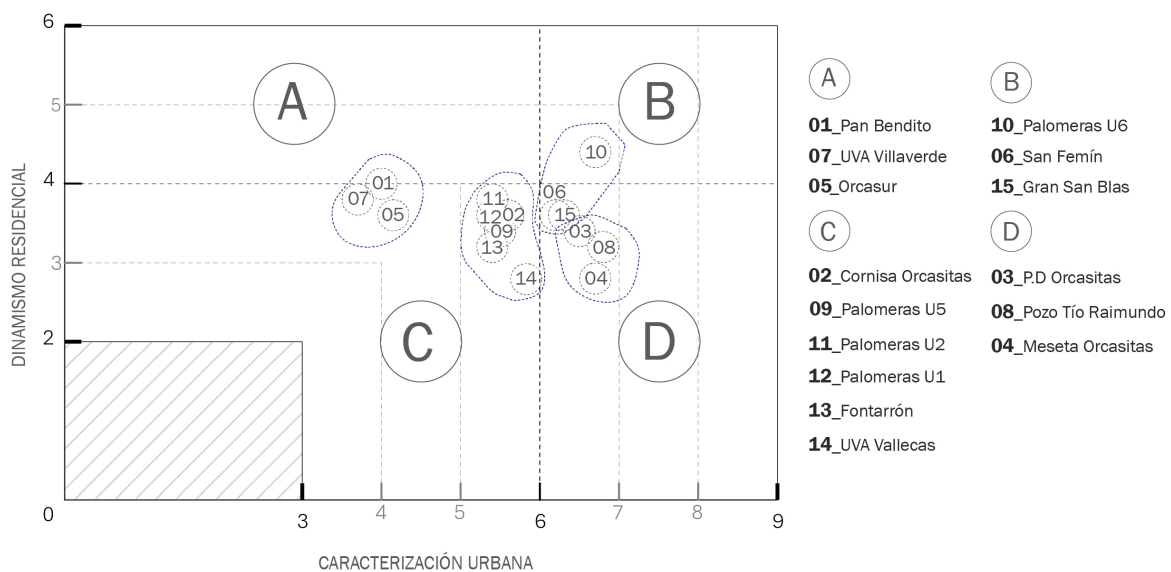 DINAMISMO RESIDENCIAL
6
5
4
3
2
0
3
4
5
6
7
8
9
CARACTERIZACIÓN URBANA
A
B
C
D
01
07
05
10
06
15
03
08
04
11
12
02
09
13
14
A
01_Pan Bendito
07_UVA Villaverde
05_Orcasur
B
10_Palomeras U6
06_San Femín
15_Gran San Blas
C
02_Cornisa Orcasitas
09_Palomeras U5
11_Palomeras U2
12_Palomeras U1
13_Fontarrón
14_UVA Vallecas
D
03_P.D Orcasitas
08_Pozo Tío Raimundo
04_Meseta Orcasitas